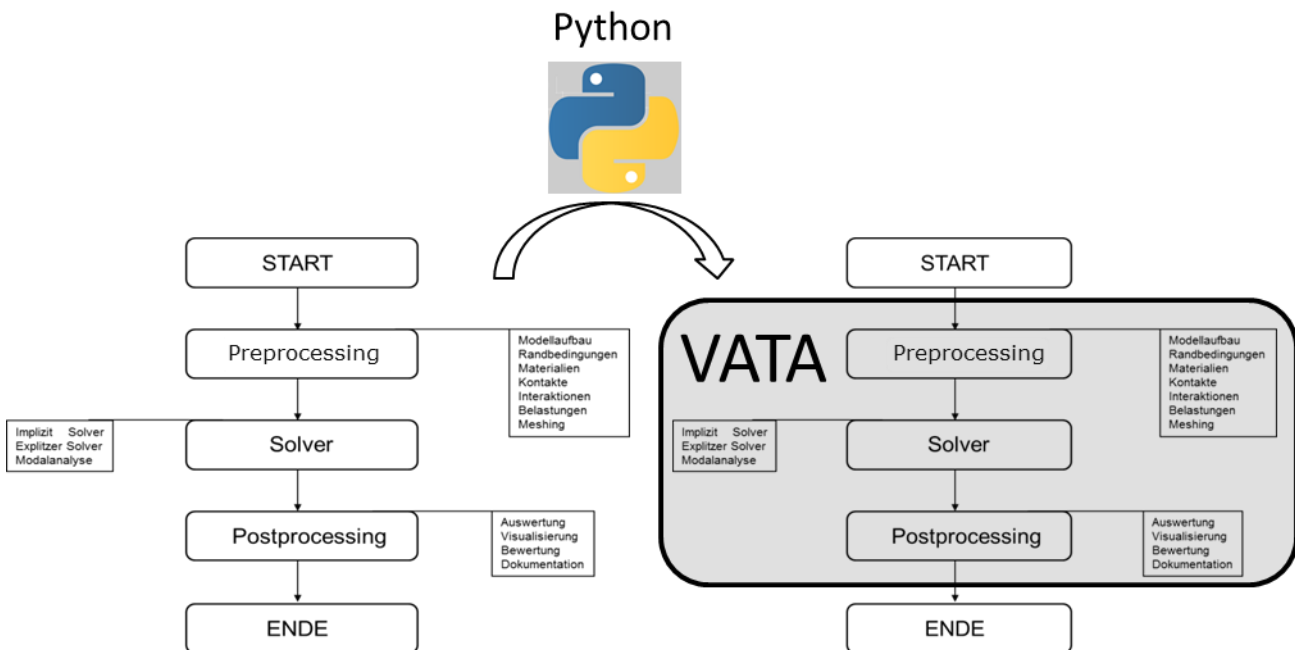 Python
START
Preprocessing
Modellaufbau
Randbedingungen
Materialien
Kontakte
Interaktionen
Belastungen
Meshing
Implizit Solver
Explitzer Solver
Modalanalyse
Solver
Postprocessing
Auswertung
Visualisierung
Bewertung
Dokumentation
ENDE
START
VATA
Preprocessing
Modellaufbau
Randbedingungen
Materialien
Kontakte
Interaktionen
Belastungen
Meshing
Implizit Solver
Explitzer Solver
Modalanalyse
Solver
Postprocessing
Auswertung
Visualisierung
Bewertung
Dokumentation
ENDE